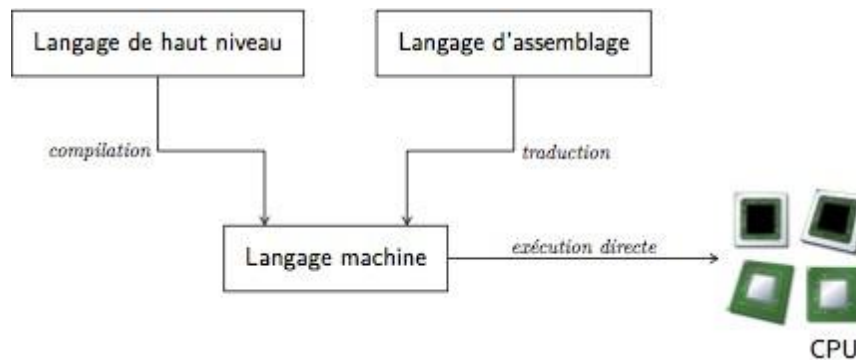 Langage de haut niveau
Langage d'assemblage
compilation
traduction
Langage machine
exécution directe
CPU